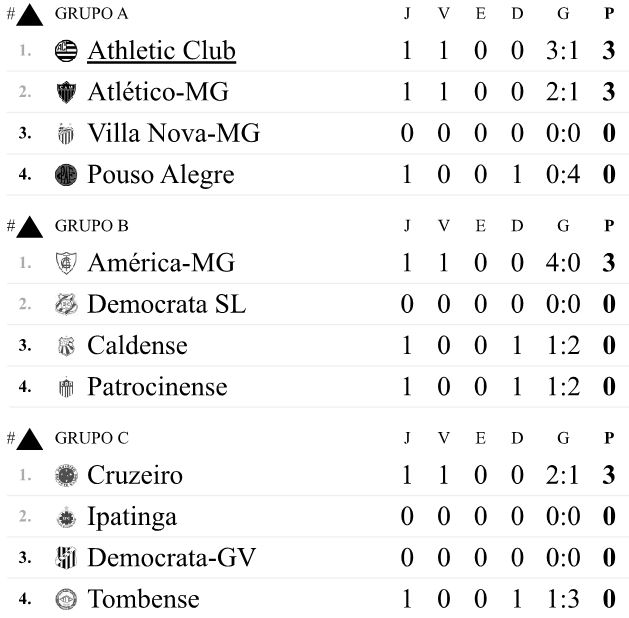 # GRUPO A J V E D G P
1. Athletic Club 1 1 0 0 3:1 3
2. Atlético-MG 1 1 0 0 2:1 3
3. Villa Nova-MG 0 0 0 0 0:0 0
4. Pouso Alegre 1 0 0 1 0:4 0
# GRUPO B J V E D G P
1. América-MG 1 1 0 0 4:0 3
2. Democrata SL 0 0 0 0 0:0 0
3. Caldense 1 0 0 1 1:2 0
4. Patrocinense 1 0 0 1 1:2 0
# GRUPO C J V E D G P
1. Cruzeiro 1 1 0 0 2:1 3
2. Ipatinga 0 0 0 0 0:0 0
3. Democrata-GV 0 0 0 0 0:0 0
4. Tombense 1 0 0 1 1:3 0